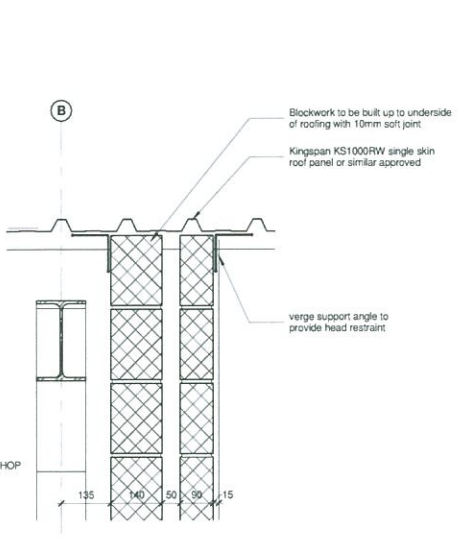 B
Blockwork to be built up to underside
of roofing with 10mm soft joint
Kingspan KS1000RW single skin
roof panel or similar approved
verge support angle to
provide head restraint
HOP
135 140 50 90 15